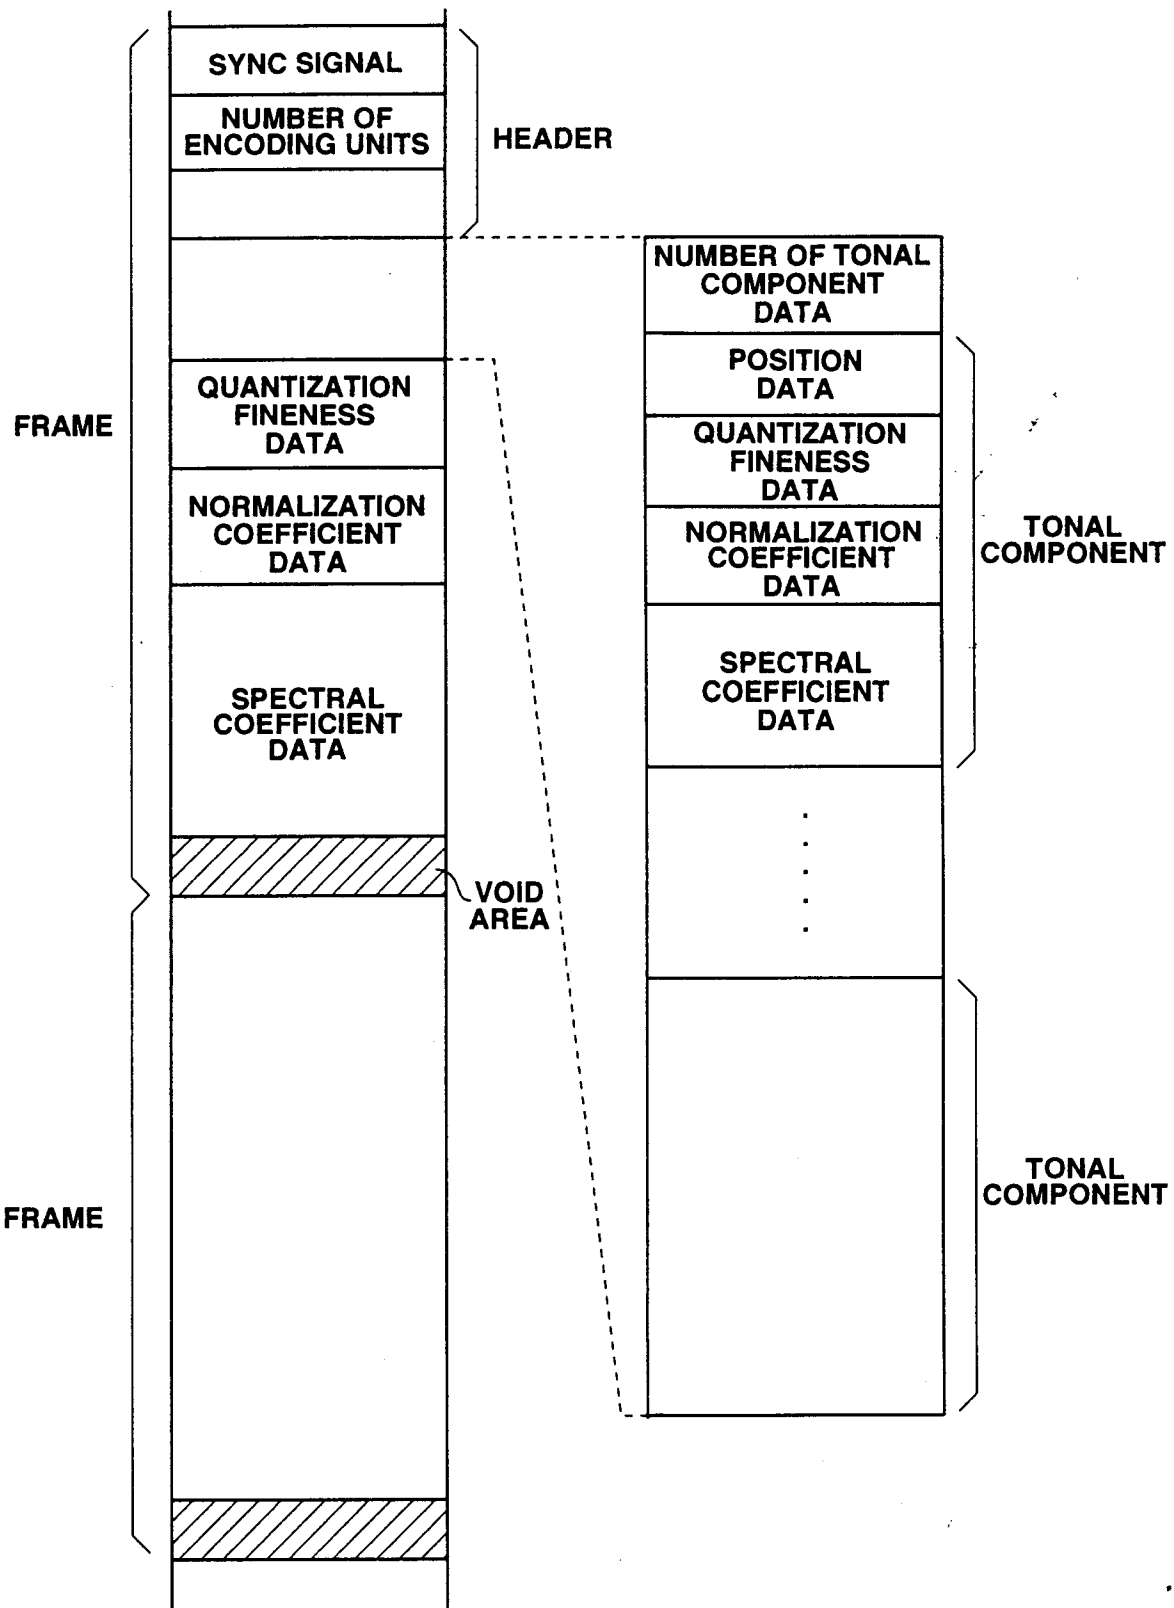 SYNC SIGNAL
NUMBER OF
ENCODING UNITS
HEADER
FRAME
QUANTIZATION
FINENESS
DATA
NORMALIZATION
COEFFICIENT
DATA
SPECTRAL
COEFFICIENT
DATA
VOID
AREA
FRAME
NUMBER OF TONAL
COMPONENT
DATA
POSITION
DATA
QUANTIZATION
FINENESS
DATA
NORMALIZATION
COEFFICIENT
DATA
SPECTRAL
COEFFICIENT
DATA
TONAL
COMPONENT
TONAL
COMPONENT